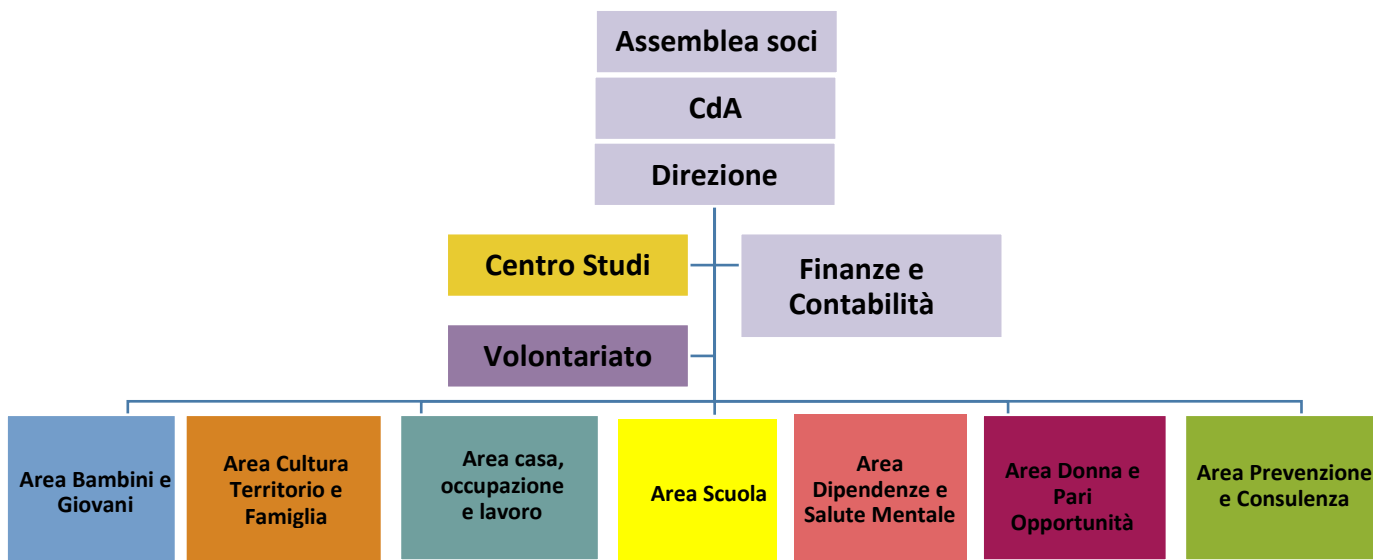 Assemblea soci
CdA
Direzione
Centro Studi
Finanze e
Contabilità
Volontariato
Area Bambini e
Giovani
Area Cultura
Territorio e
Famiglia
Area casa,
occupazione
e lavoro
Area Scuola
Area
Dipendenze e
Salute Mentale
Area Donna e
Pari
Opportunità
Area Prevenzione
e Consulenza